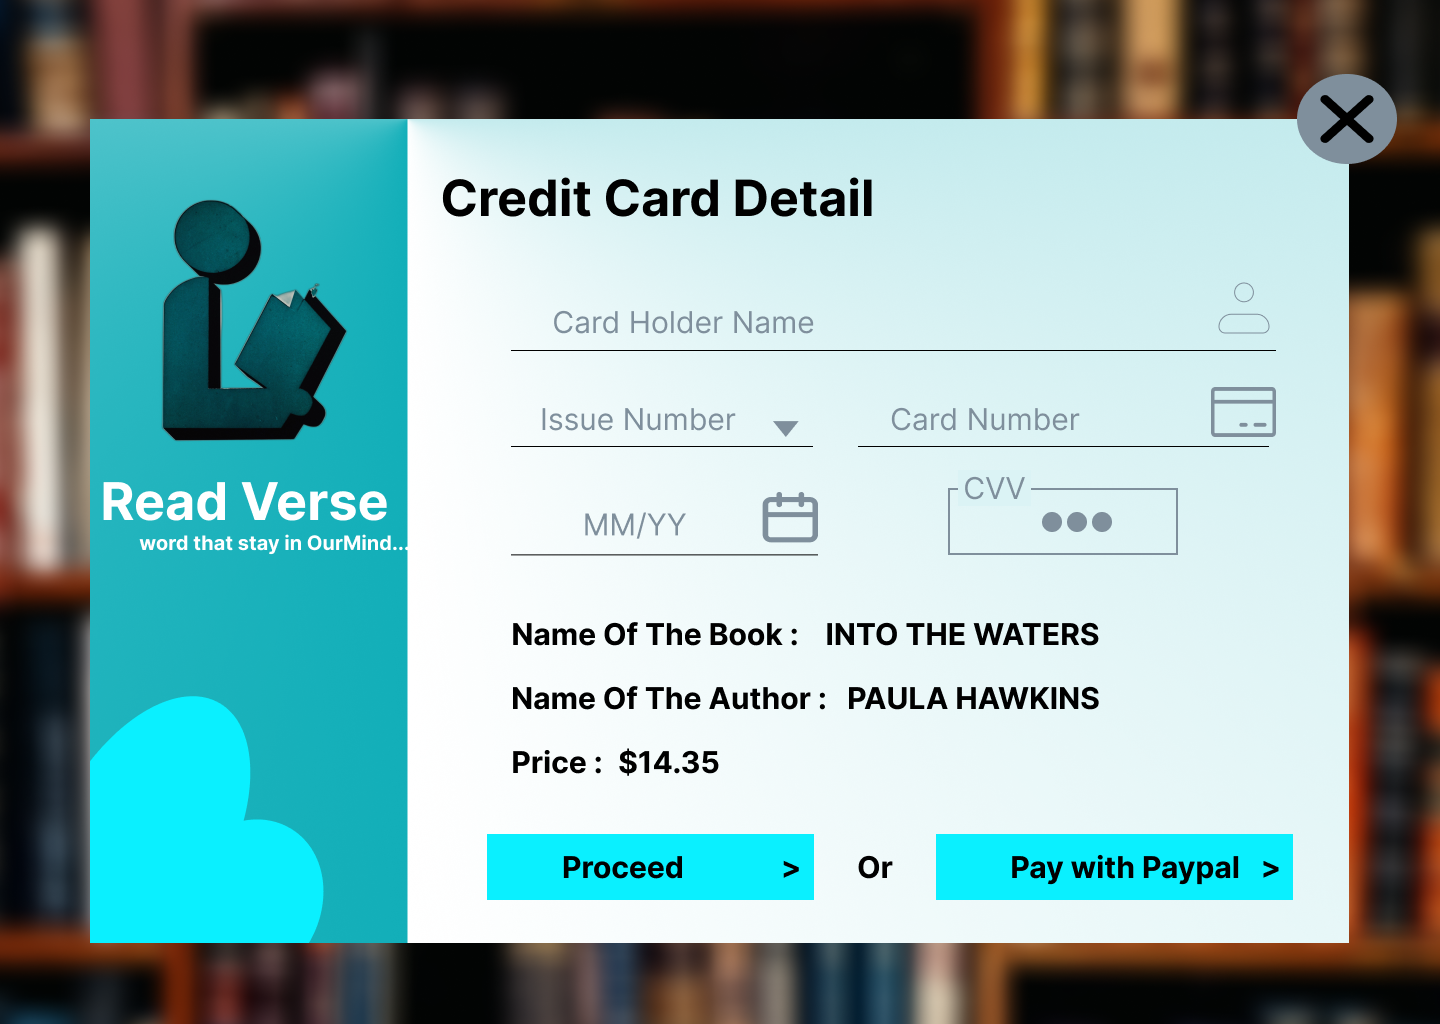 Credit Card Detail
Card Holder Name
Issue Number
Card Number
MM/YY
CVV
Read Verse
word that stay in OurMind...
Name Of The Book : INTO THE WATERS
Name Of The Author : PAULA HAWKINS
Price : $14.35
Proceed >
Or
Pay with Paypal >